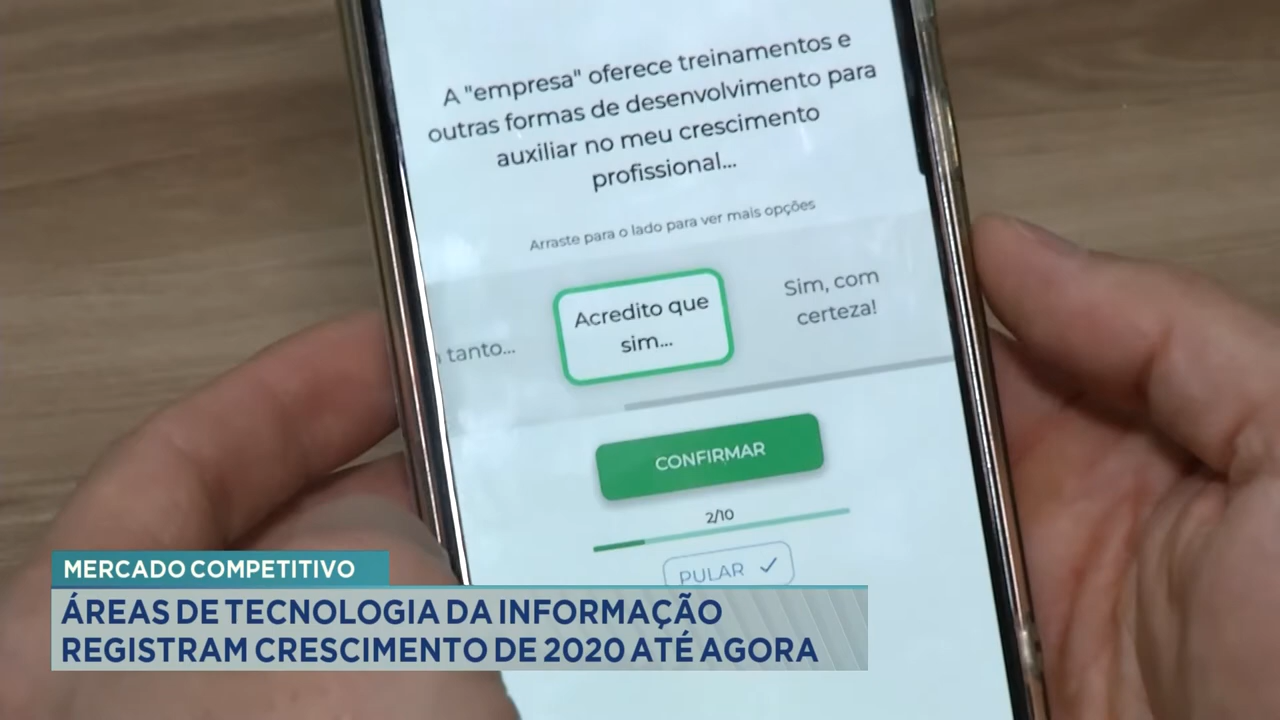 A "empresa" oferece treinamentos e
outras formas de desenvolvimento para
auxiliar no meu crescimento
profissional...
Arraste para o lado para ver mais opções
tanto...
Acredito que
sim...
Sim, com
certeza!
CONFIRMAR
2/10
PULAR ✓
MERCADO COMPETITIVO
ÁREAS DE TECNOLOGIA DA INFORMAÇÃO
REGISTRAM CRESCIMENTO DE 2020 ATÉ AGORA